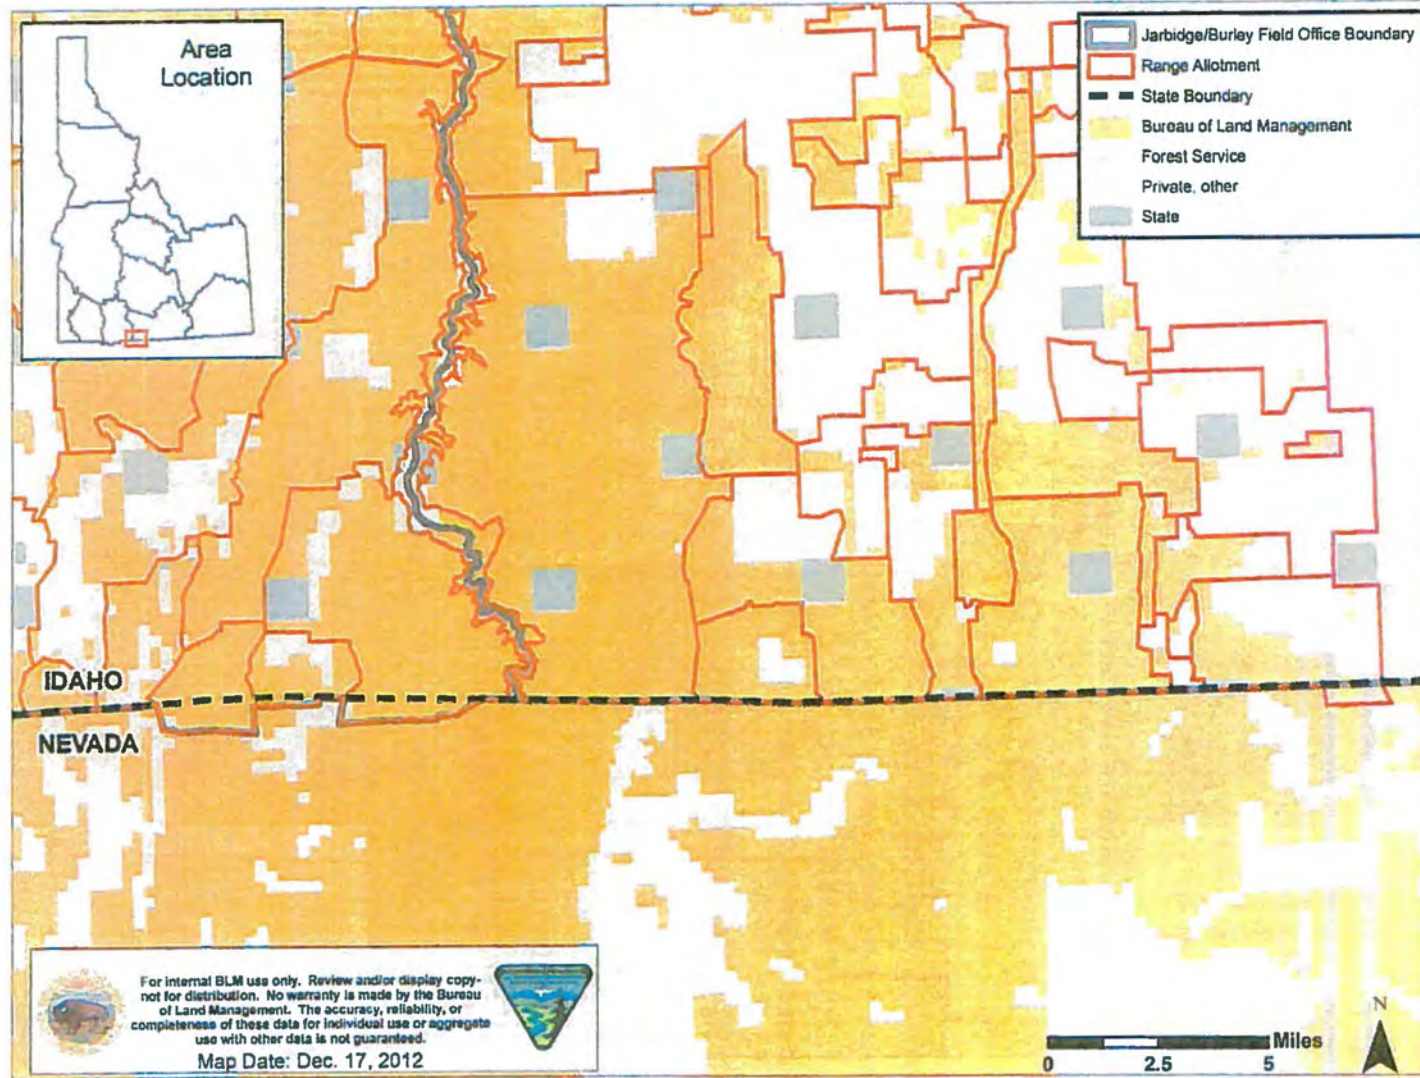 Area
Location
Jarbidge/Burley Field Office Boundary
Range Allotment
State Boundary
Bureau of Land Management
Forest Service
Private, other
State
IDAHO
NEVADA
For internal BLM use only. Review and/or display copy-
not for distribution. No warranty is made by the Bureau
of Land Management. The accuracy, reliability, or
completeness of these data for individual use or aggregate
use with other data is not guaranteed.
Map Date: Dec. 17, 2012
N
Miles
0 2.5 5